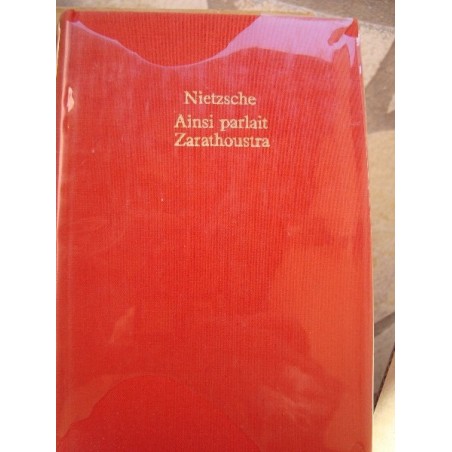 Nietzsche
Ainsi parlait
Zarathoustra